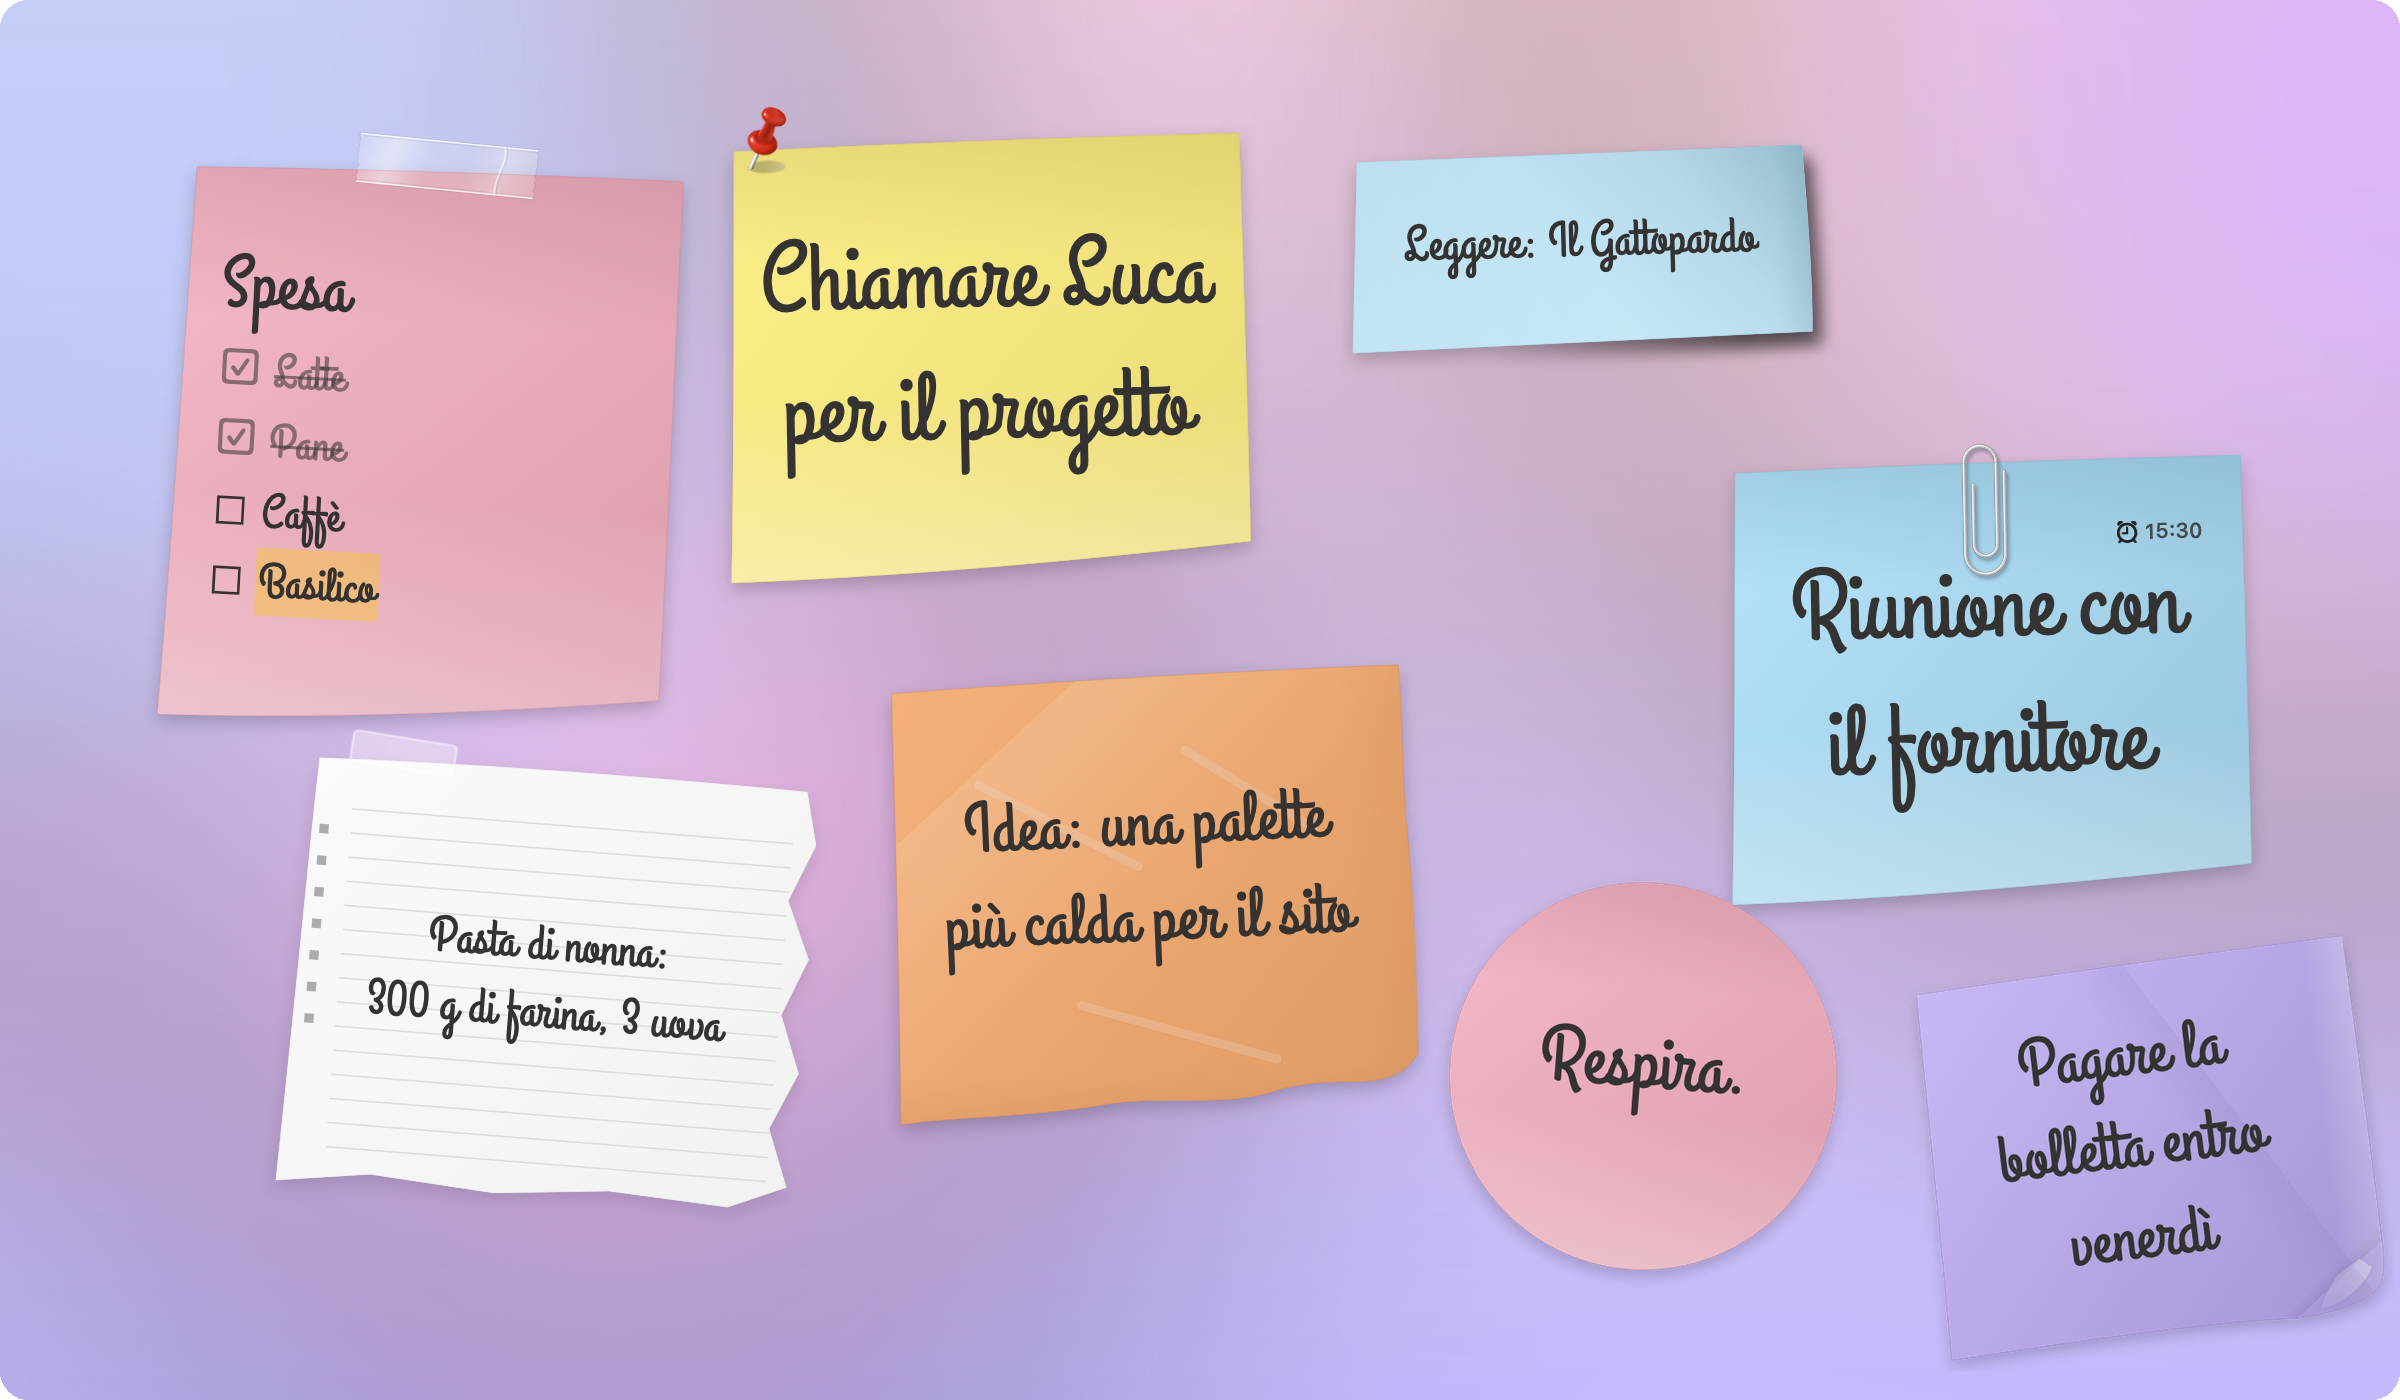 Spesa
Latte
Pane
Caffè
Basilico
Chiamare Luca
per il progetto
Leggere: Il Gattopardo
15:30
Riunione con
il fornitore
Pasta di nonna:
300 g di farina, 3 uova
Idea: una palette
più calda per il sito
Respira.
Pagare la
bolletta entro
venerdì